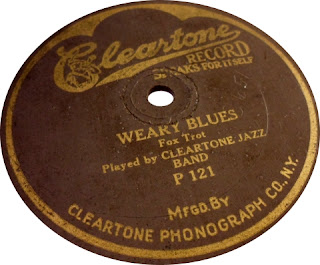 Cleartone
RECORD
SPEAKS FOR ITSELF
WEARY BLUES
Fox Trot
Played by CLEARTONE JAZZ
BAND
P 121
MFGD. BY
CLEARTONE PHONOGRAPH CO., N.Y.